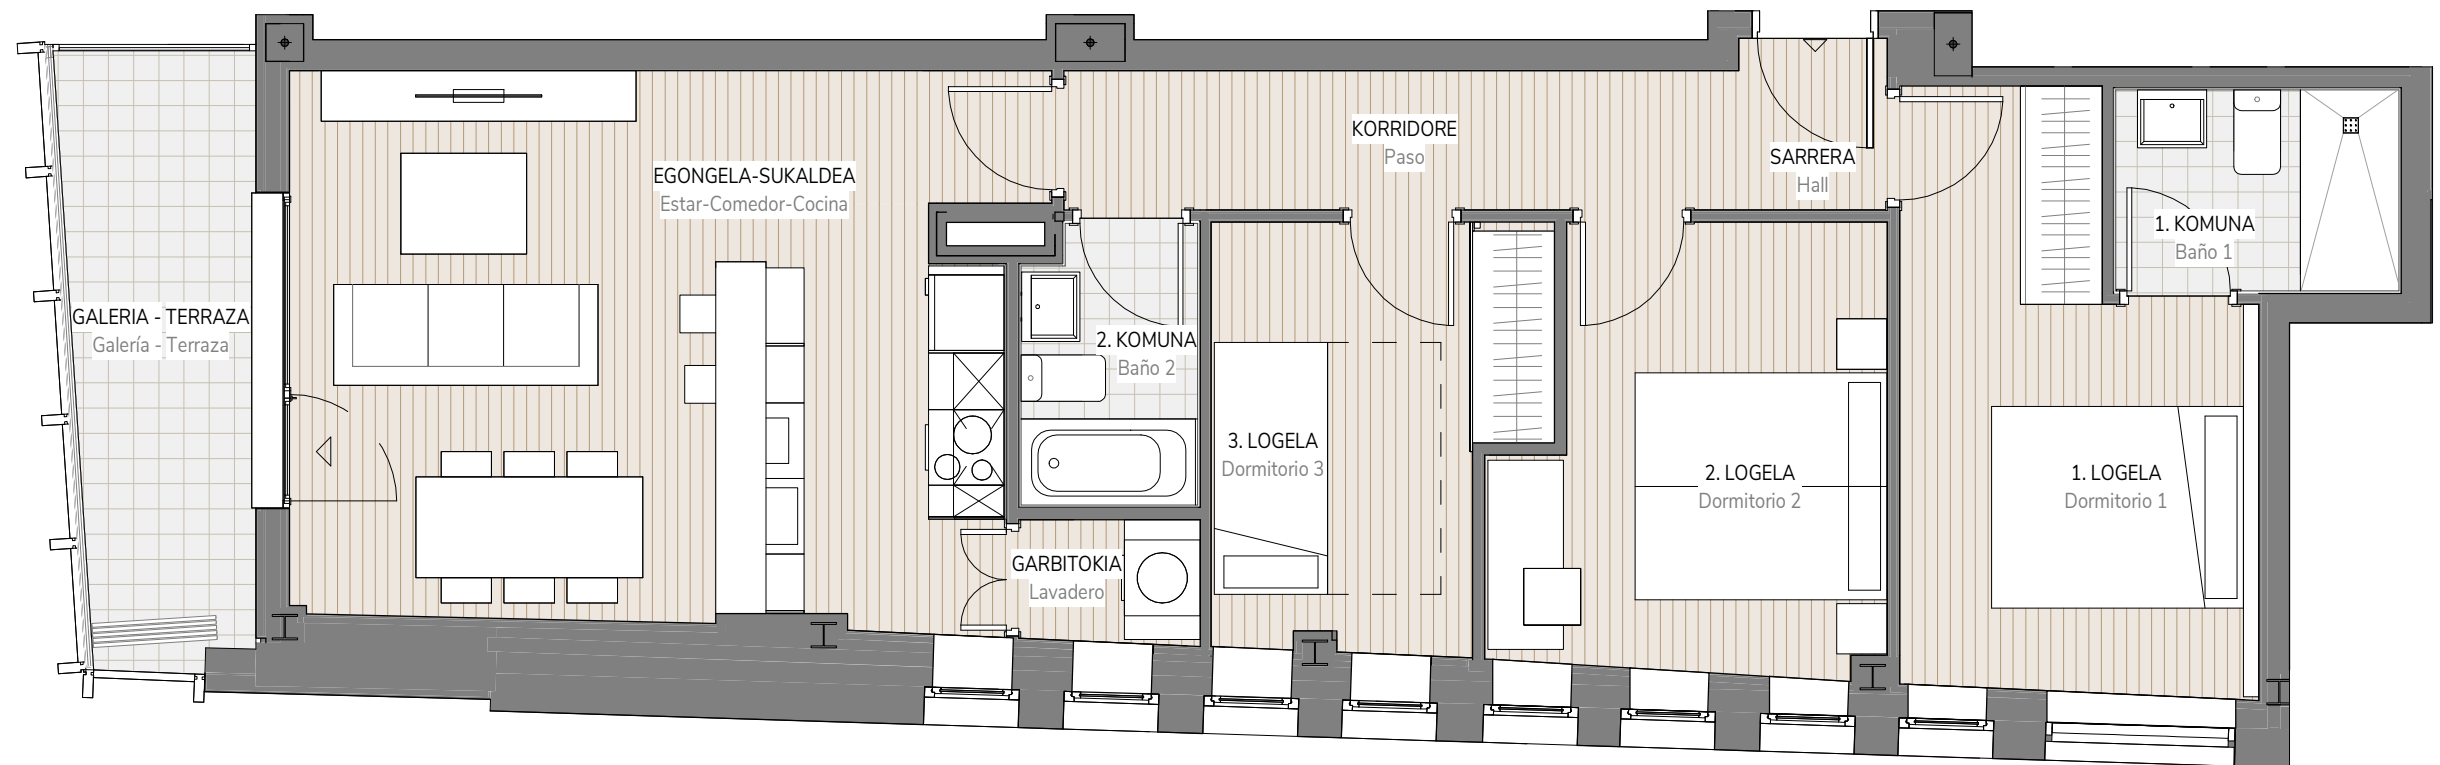 KORRIDORE
Paso
SARRERA
Hall
EGONGELA-SUKALDEA
Estar-Comedor-Cocina
1. KOMUNA
Baño 1
GALERIA - TERRAZA
Galería - Terraza
2. KOMUNA
Baño 2
3. LOGELA
Dormitorio 3
2. LOGELA
Dormitorio 2
1. LOGELA
Dormitorio 1
GARBITOKIA
Lavadero